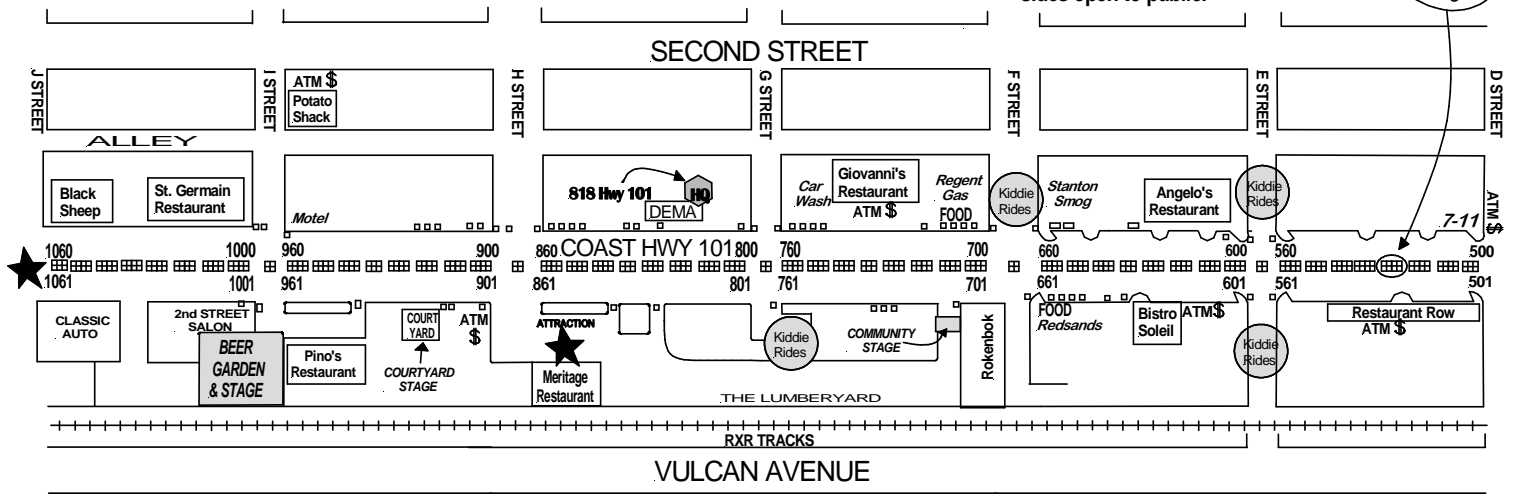 sides open to public.
SECOND STREET
J STREET
I STREET
H STREET
G STREET
F STREET
E STREET
D STREET
ATM $
Potato
Shack
ALLEY
Black
Sheep
St. Germain
Restaurant
Motel
818 Hwy 101
HQ
DEMA
Car
Wash
Giovanni's
Restaurant
ATM $
Regent
Gas
FOOD
Kiddie
Rides
Stanton
Smog
Angelo's
Restaurant
Kiddie
Rides
7-11
ATM $
1060 1000 960 900 860 COAST HWY 101 800 760 700 660 600 560 500
1061 1001 961 901 861 801 761 701 661 601 561 501
CLASSIC
AUTO
2nd STREET
SALON
BEER
GARDEN
& STAGE
Pino's
Restaurant
COURT
YARD
COURTYARD
STAGE
ATM
$
ATTRACTION
Meritage
Restaurant
Kiddie
Rides
COMMUNITY
STAGE
Rokenbok
THE LUMBERYARD
FOOD
Redsands
Bistro
Soleil
ATM $
Kiddie
Rides
Restaurant Row
ATM $
RXR TRACKS
VULCAN AVENUE